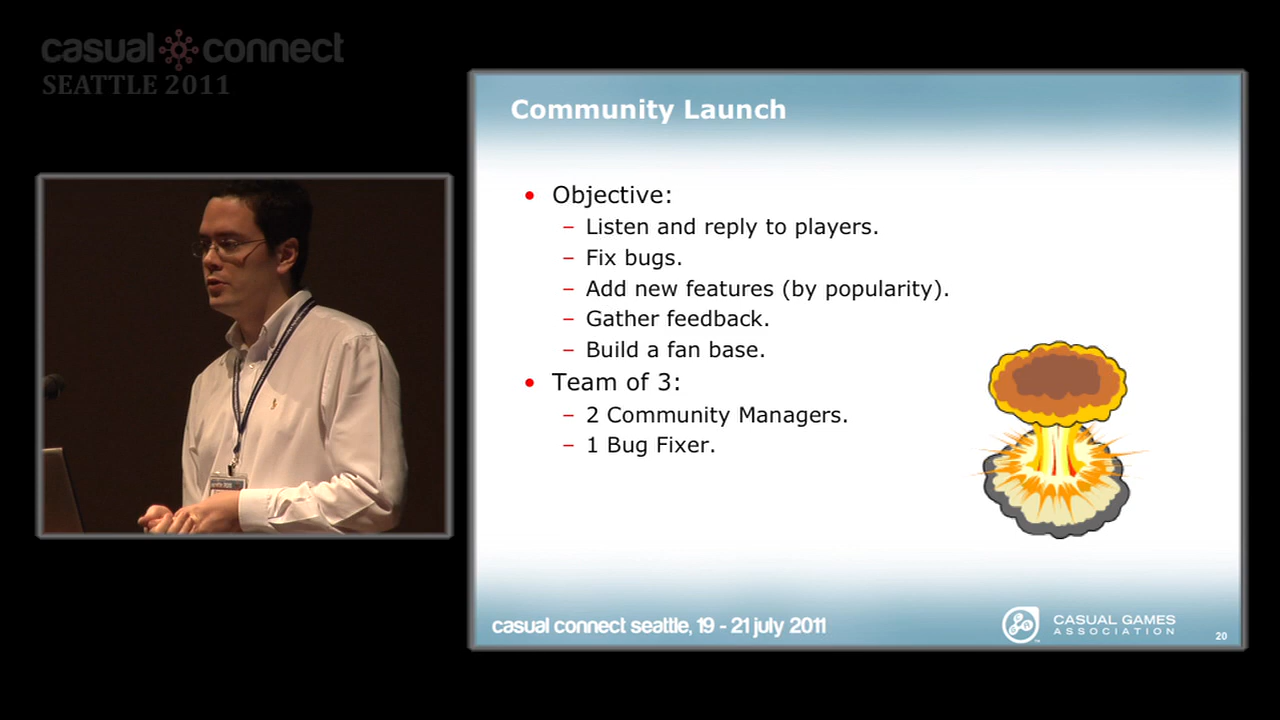 casual connect
SEATTLE 2011
Community Launch
• Objective:
– Listen and reply to players.
– Fix bugs.
– Add new features (by popularity).
– Gather feedback.
– Build a fan base.
• Team of 3:
– 2 Community Managers.
– 1 Bug Fixer.
casual connect seattle, 19 - 21 july 2011
CASUAL GAMES
ASSOCIATION
20